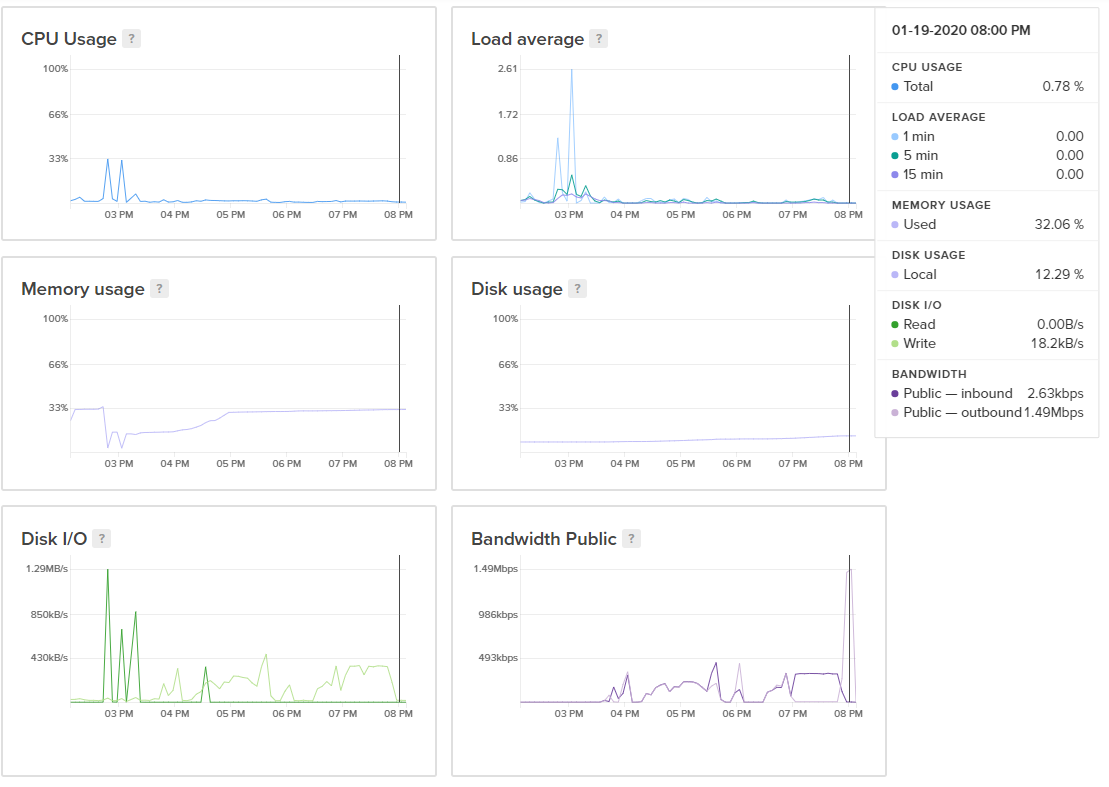 CPU Usage ?
100%
66%
33%
03 PM 04 PM 05 PM 06 PM 07 PM 08 PM
Load average ?
2.61
1.72
0.86
03 PM 04 PM 05 PM 06 PM 07 PM 08 PM
01-19-2020 08:00 PM
CPU USAGE
Total 0.78 %
LOAD AVERAGE
1 min 0.00
5 min 0.00
15 min 0.00
MEMORY USAGE
Used 32.06 %
DISK USAGE
Local 12.29 %
DISK I/O
Read 0.00B/s
Write 18.2kB/s
BANDWIDTH
Public — inbound 2.63kbps
Public — outbound 1.49Mbps
Memory usage ?
100%
66%
33%
03 PM 04 PM 05 PM 06 PM 07 PM 08 PM
Disk usage ?
100%
66%
33%
03 PM 04 PM 05 PM 06 PM 07 PM 08 PM
Disk I/O ?
1.29MB/s
850kB/s
430kB/s
03 PM 04 PM 05 PM 06 PM 07 PM 08 PM
Bandwidth Public ?
1.49Mbps
986kbps
493kbps
03 PM 04 PM 05 PM 06 PM 07 PM 08 PM